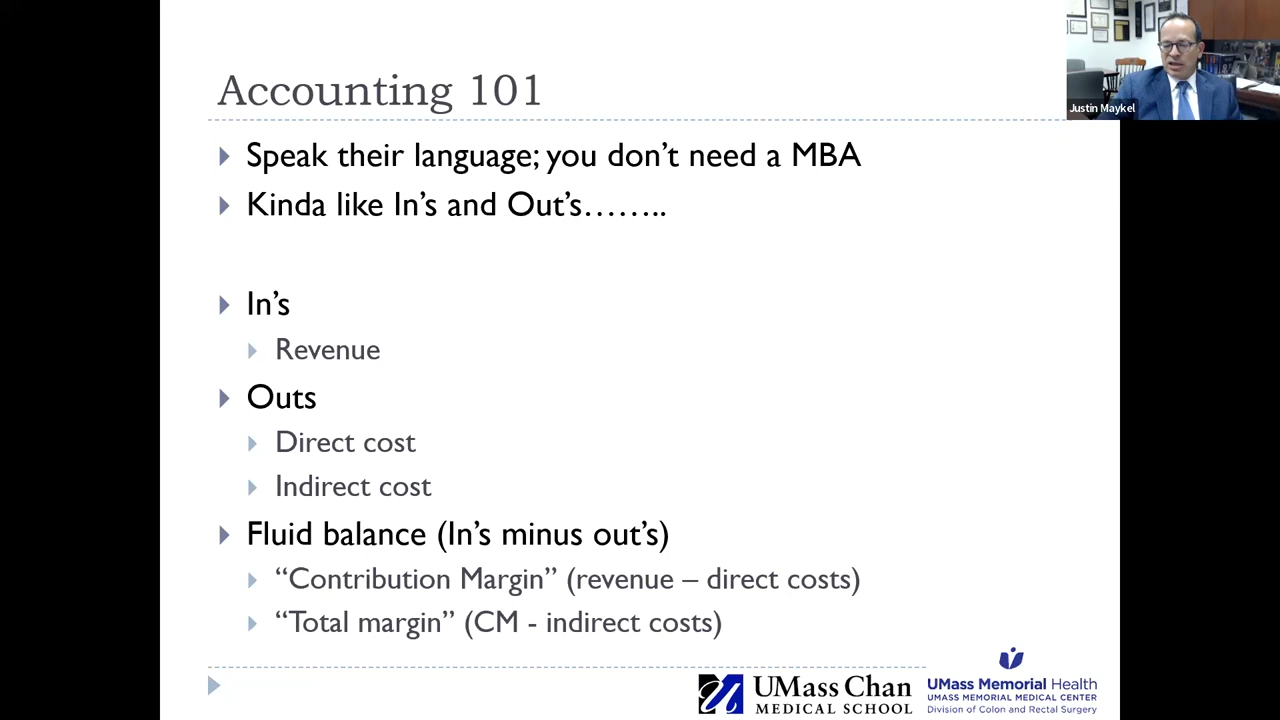 Accounting 101
Justin Maykel
Speak their language; you don't need a MBA
Kinda like In's and Out's……..
In's
Revenue
Outs
Direct cost
Indirect cost
Fluid balance (In's minus out's)
“Contribution Margin” (revenue – direct costs)
“Total margin” (CM - indirect costs)
UMass Chan
MEDICAL SCHOOL
UMass Memorial Health
UMASS MEMORIAL MEDICAL CENTER
Division of Colon and Rectal Surgery